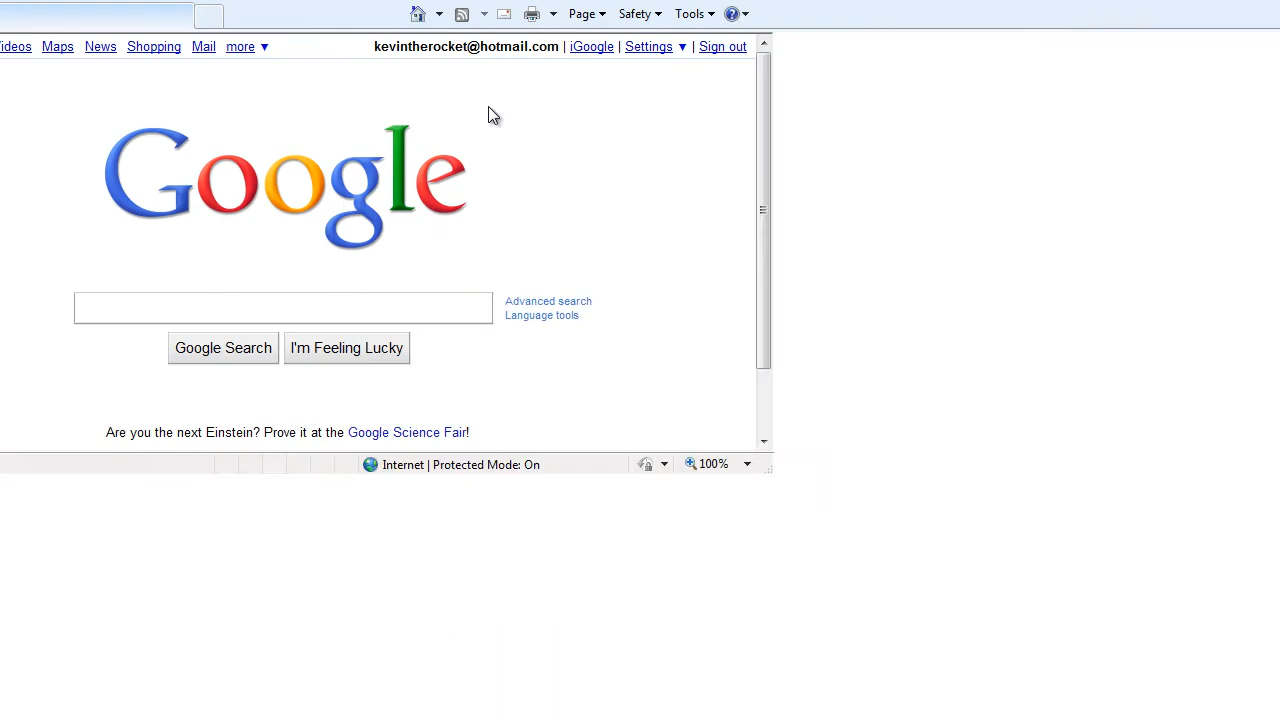 Page Safety Tools
ideos Maps News Shopping Mail more ▼ kevintherocket@hotmail.com | iGoogle | Settings ▼ | Sign out
Google
Advanced search
Language tools
Google Search I'm Feeling Lucky
Are you the next Einstein? Prove it at the Google Science Fair!
Internet | Protected Mode: On 100%